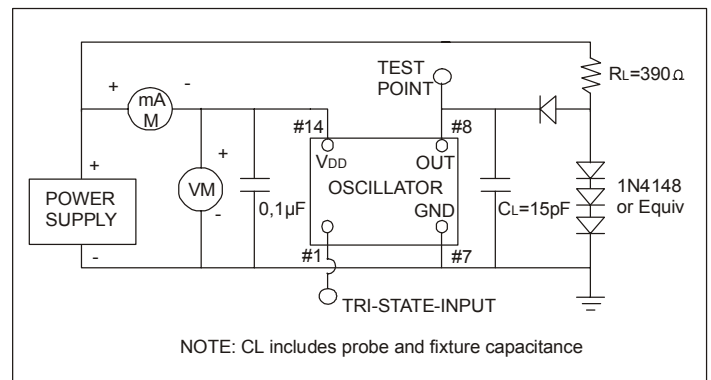 TEST
POINT
RL=390Ω
+
-
mA
M
#14
#8
+
VDD
OUT
+
POWER
SUPPLY
VM
0,1µF
OSCILLATOR
CL=15pF
1N4148
or Equiv
-
GND
-
#1
#7
TRI-STATE-INPUT
NOTE: CL includes probe and fixture capacitance